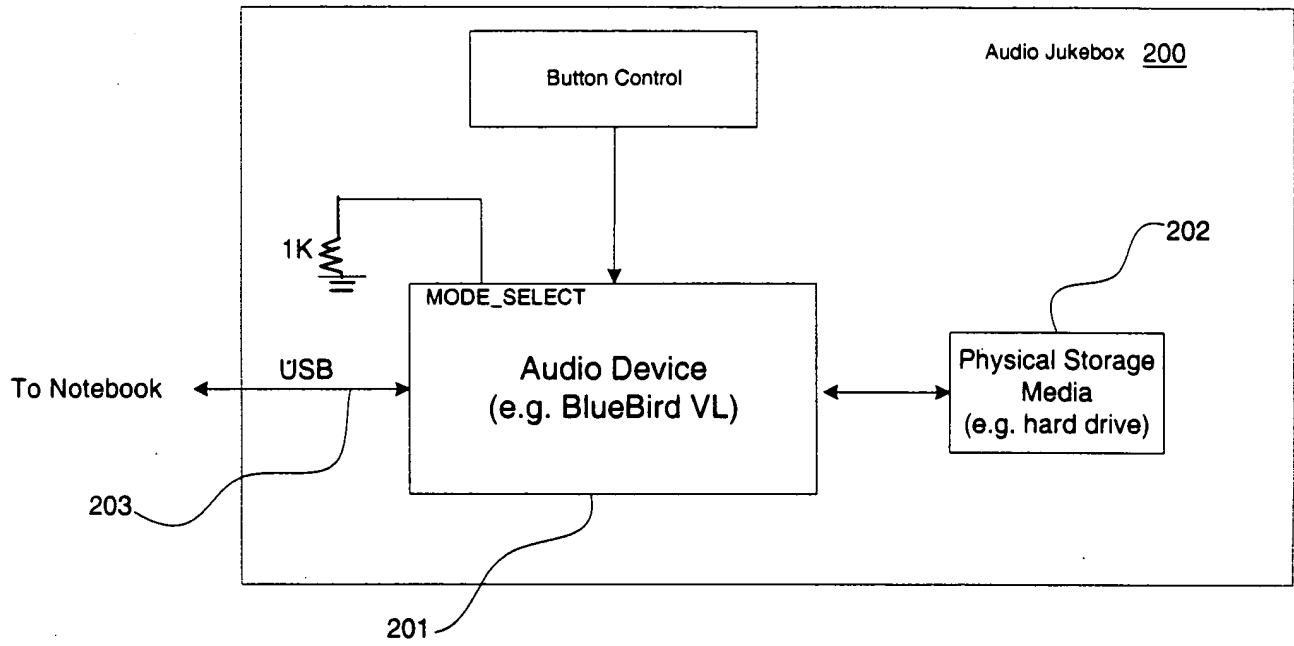 Audio Jukebox 200
Button Control
1K
202
MODE_SELECT
USB
To Notebook
Audio Device
(e.g. BlueBird VL)
Physical Storage
Media
(e.g. hard drive)
203
201